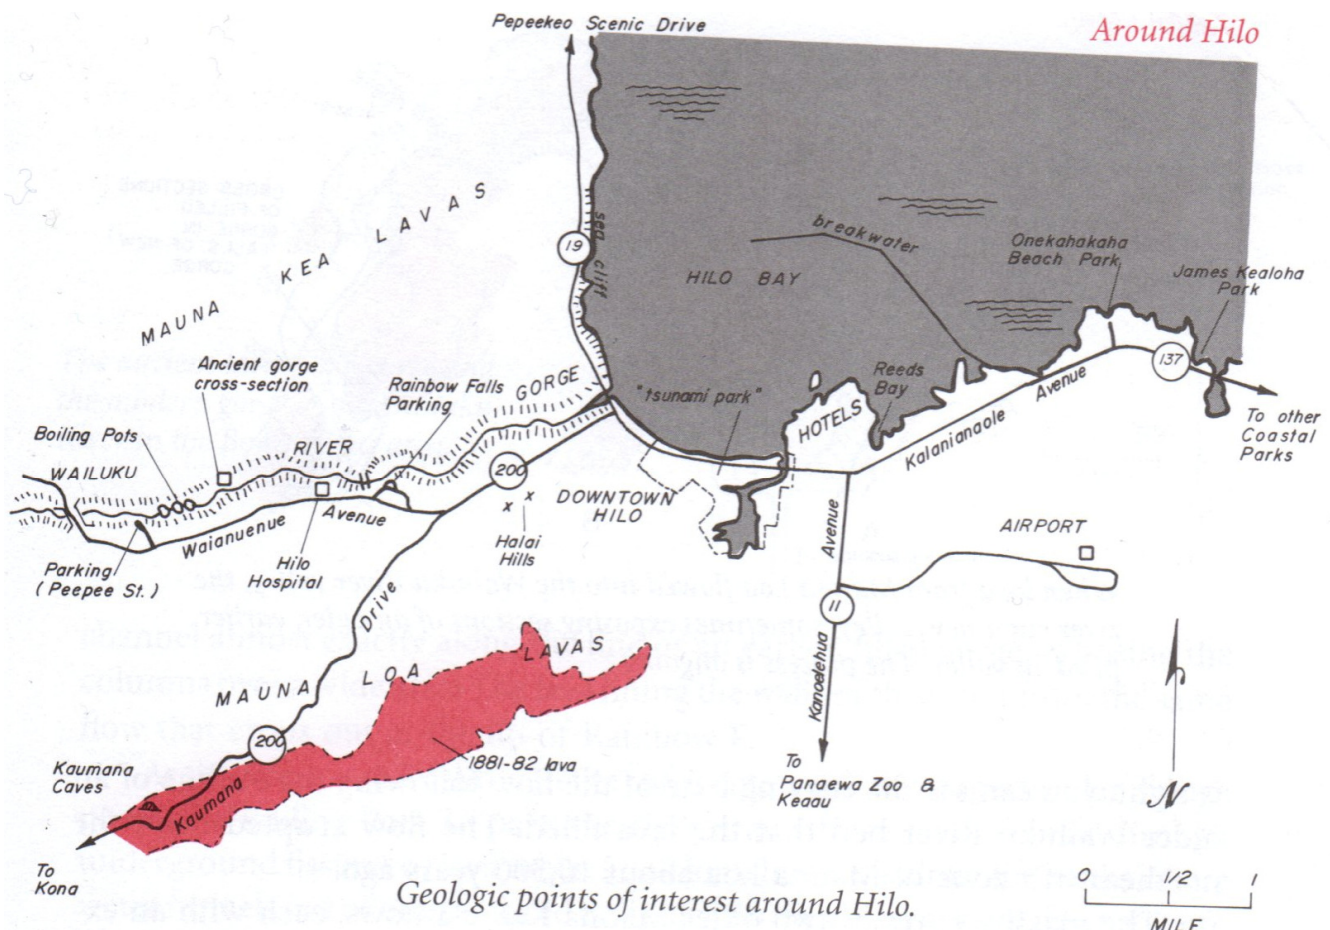 Pepeekeo Scenic Drive
Around Hilo
MAUNA KEA LAVAS
19
sea cliff
HILO BAY
breakwater
Onekahakaha
Beach Park
James Kealoha
Park
137
To other
Coastal
Parks
Ancient gorge
cross-section
Rainbow Falls
Parking
GORGE
"tsunami park"
Reeds
Bay
HOTELS
Kalanianaole Avenue
Boiling Pots
WAILUKU
RIVER
200
DOWNTOWN
HILO
Waianuenue Avenue
Halai
Hills
Hilo
Hospital
Parking
(Peepee St.)
AIRPORT
Kanoelehua Avenue
11
To
Panaewa Zoo &
Keaau
MAUNA LOA LAVAS
200
Kaumana Drive
1881-82 lava
Kaumana
Caves
To
Kona
N
0 1/2 1
MILE
Geologic points of interest around Hilo.